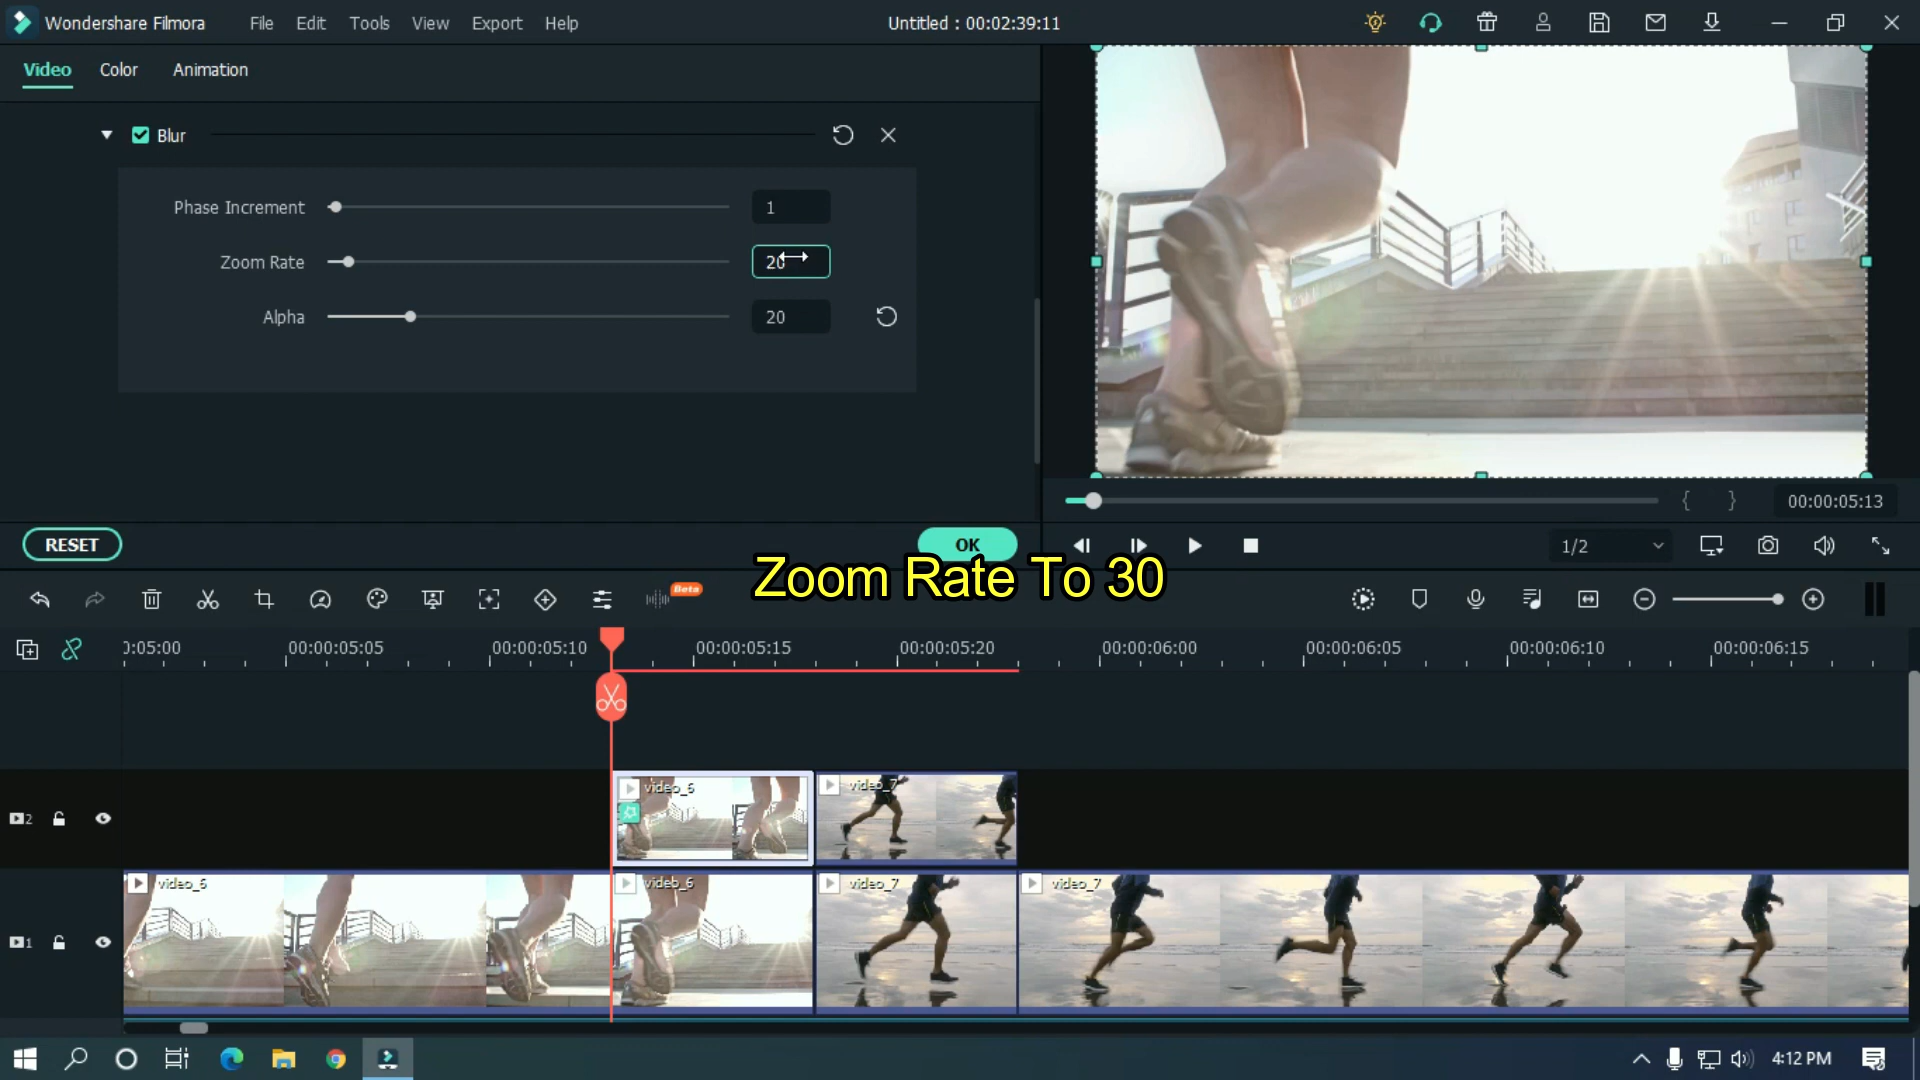 Wondershare Filmora File Edit Tools View Export Help Untitled : 00:02:39:11
Video Color Animation
Blur
Phase Increment 1
Zoom Rate 20
Alpha 20
00:00:05:13
RESET OK 1/2
Zoom Rate To 30
Beta
0:05:00 00:00:05:05 00:00:05:10 00:00:05:15 00:00:05:20 00:00:06:00 00:00:06:05 00:00:06:10 00:00:06:15
video_6 video_7
2
video_6 video_6 video_7 video_7
1
4:12 PM